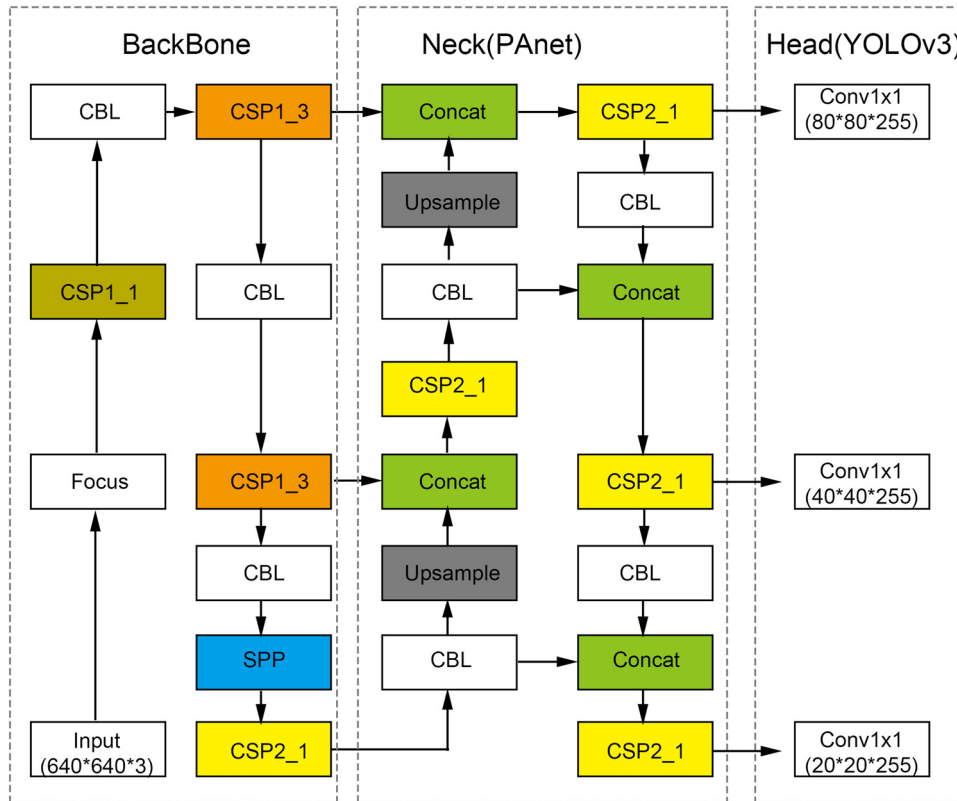 BackBone
Neck(PAnet)
Head(YOLOv3)
CBL
CSP1_3
Concat
CSP2_1
Conv1x1
(80*80*255)
Upsample
CBL
CSP1_1
CBL
CBL
Concat
CSP2_1
Focus
CSP1_3
Concat
CSP2_1
Conv1x1
(40*40*255)
CBL
Upsample
CBL
SPP
CBL
Concat
Input
(640*640*3)
CSP2_1
CSP2_1
Conv1x1
(20*20*255)